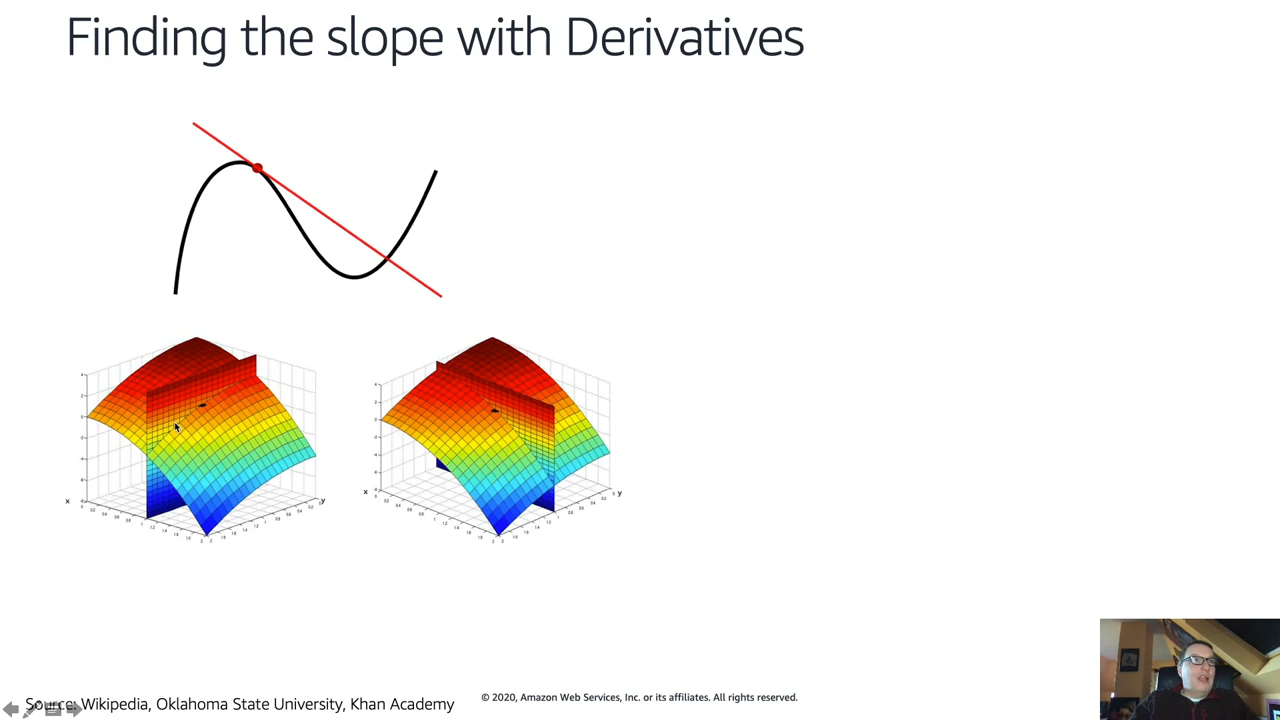 Finding the slope with Derivatives
x
y
x
y
Source: Wikipedia, Oklahoma State University, Khan Academy
© 2020, Amazon Web Services, Inc. or its affiliates. All rights reserved.